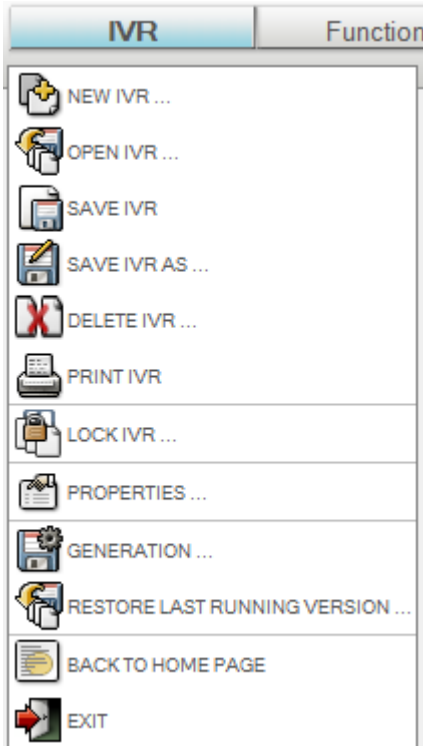 IVR Function
NEW IVR ...
OPEN IVR ...
SAVE IVR
SAVE IVR AS ...
DELETE IVR ...
PRINT IVR
LOCK IVR ...
PROPERTIES ...
GENERATION ...
RESTORE LAST RUNNING VERSION ...
BACK TO HOME PAGE
EXIT